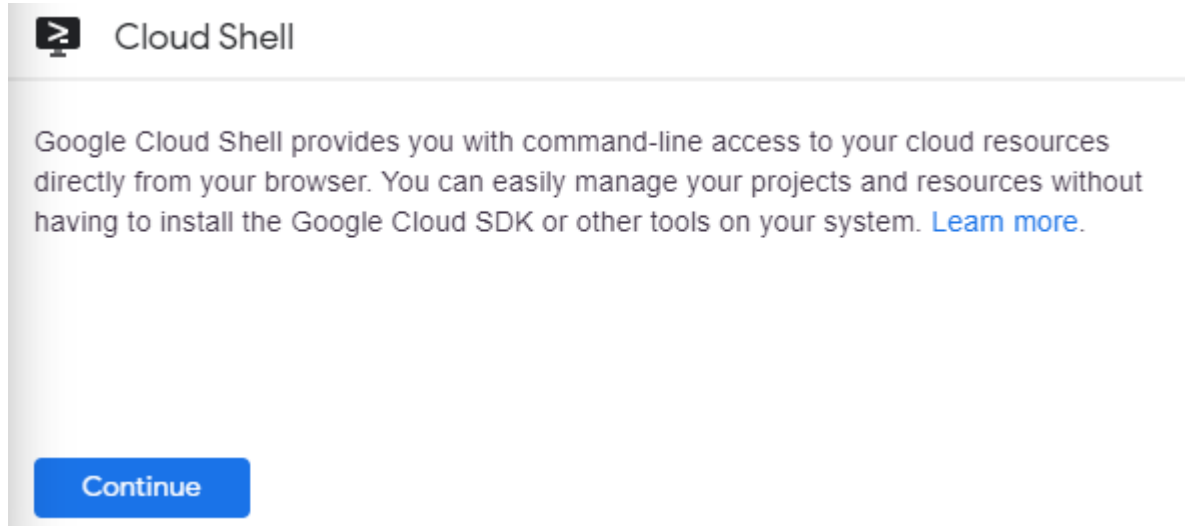 Cloud Shell
Google Cloud Shell provides you with command-line access to your cloud resources
directly from your browser. You can easily manage your projects and resources without
having to install the Google Cloud SDK or other tools on your system. Learn more.
Continue